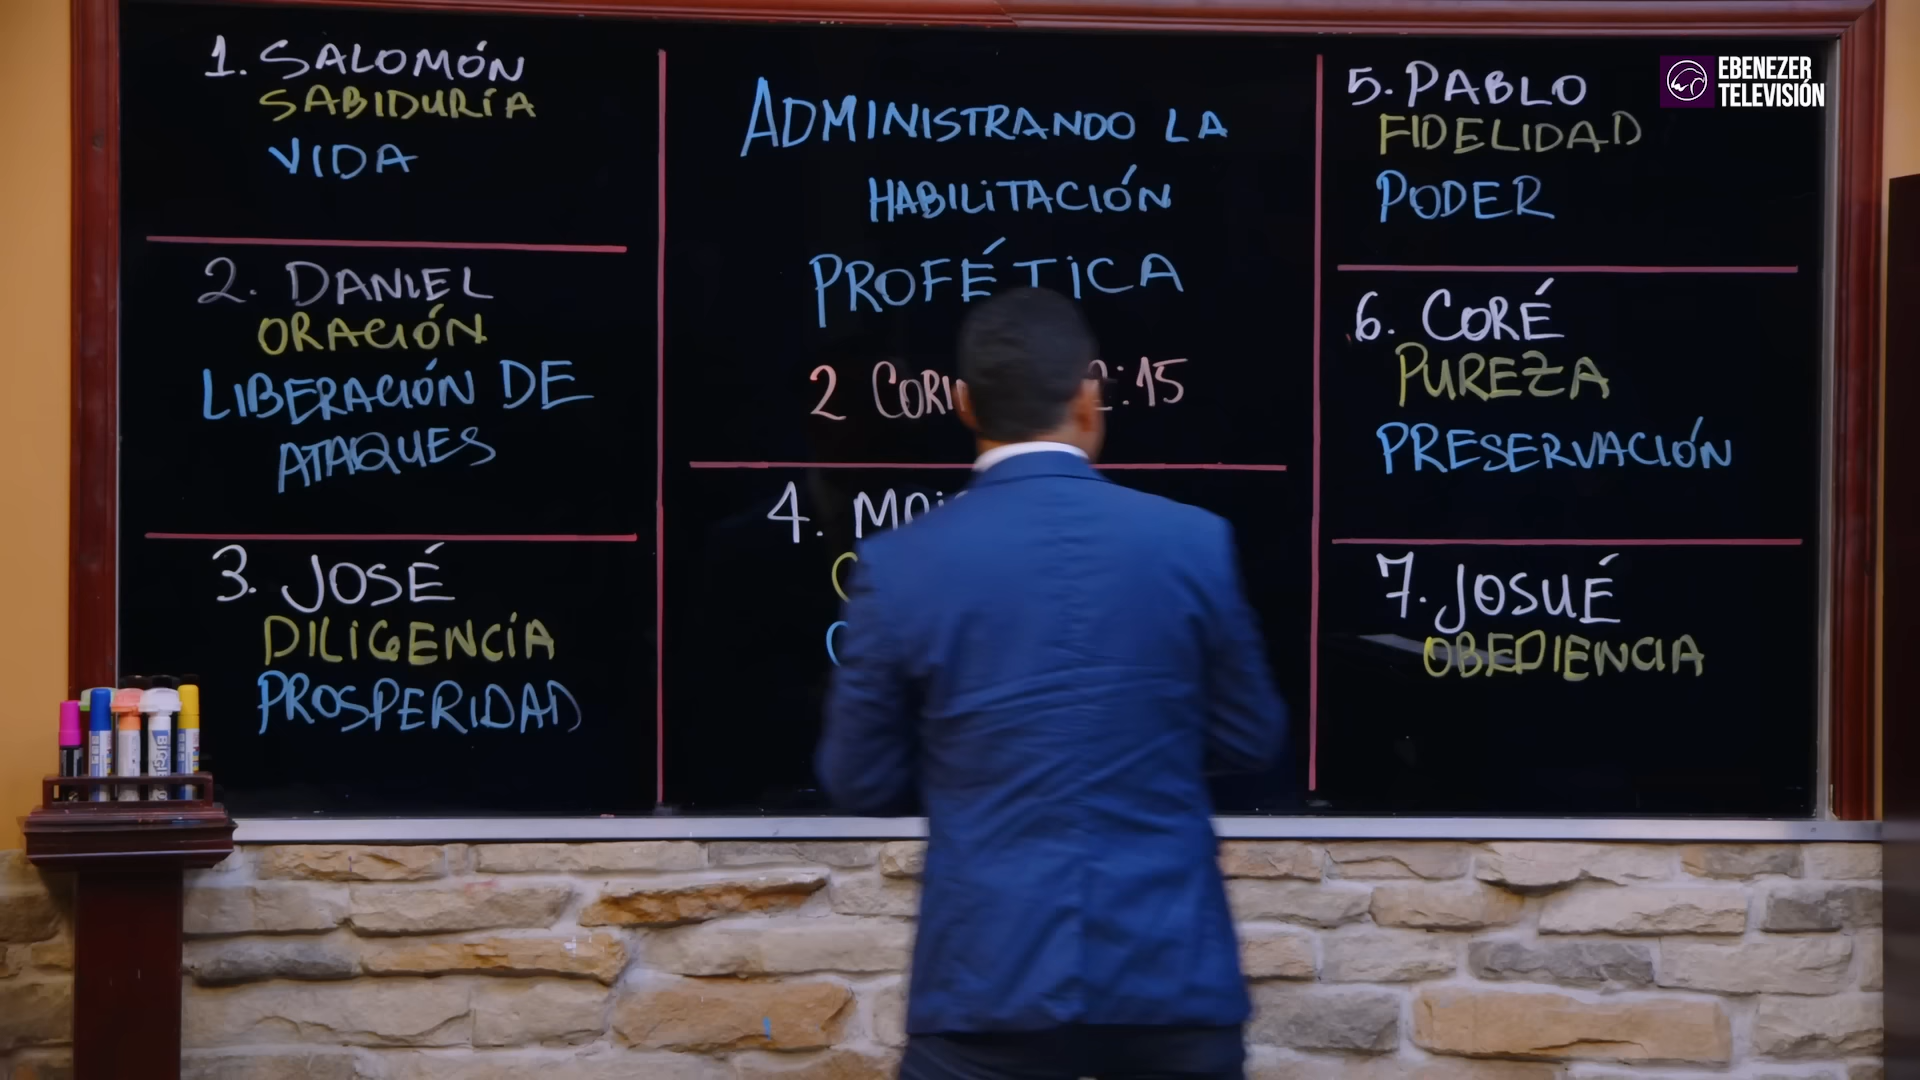 1. SALOMÓN
SABIDURÍA
VIDA
2. DANIEL
ORACIÓN
LIBERACIÓN DE
ATAQUES
3. JOSÉ
DILIGENCIA
PROSPERIDAD
ADMINISTRANDO LA
HABILITACIÓN
PROFÉTICA
2 :15
4.
5. PABLO
FIDELIDAD
PODER
6. CORÉ
PUREZA
PRESERVACIÓN
7. JOSUÉ
OBEDIENCIA
EBENEZER
TELEVISIÓN